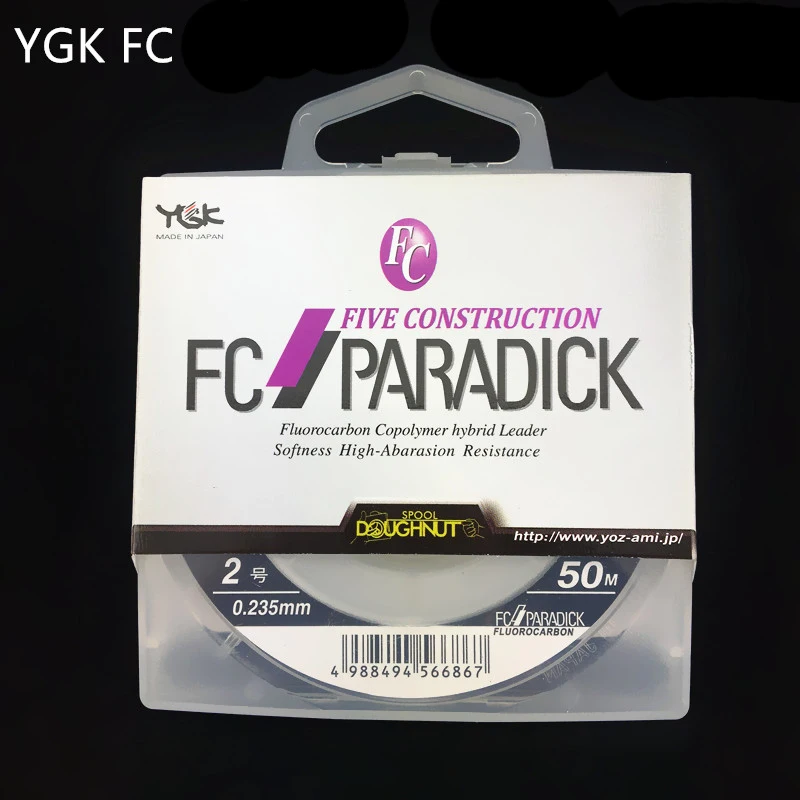 YGK FC
YGK
MADE IN JAPAN
FC
FIVE CONSTRUCTION
FC PARADICK
Fluorocarbon Copolymer hybrid Leader
Softness High-Abarasion Resistance
SPOOL
DOUGHNUT
http://www.yoz-ami.jp/
2号
50M
0.235mm
FC PARADICK
FLUOROCARBON
4 988494 566867